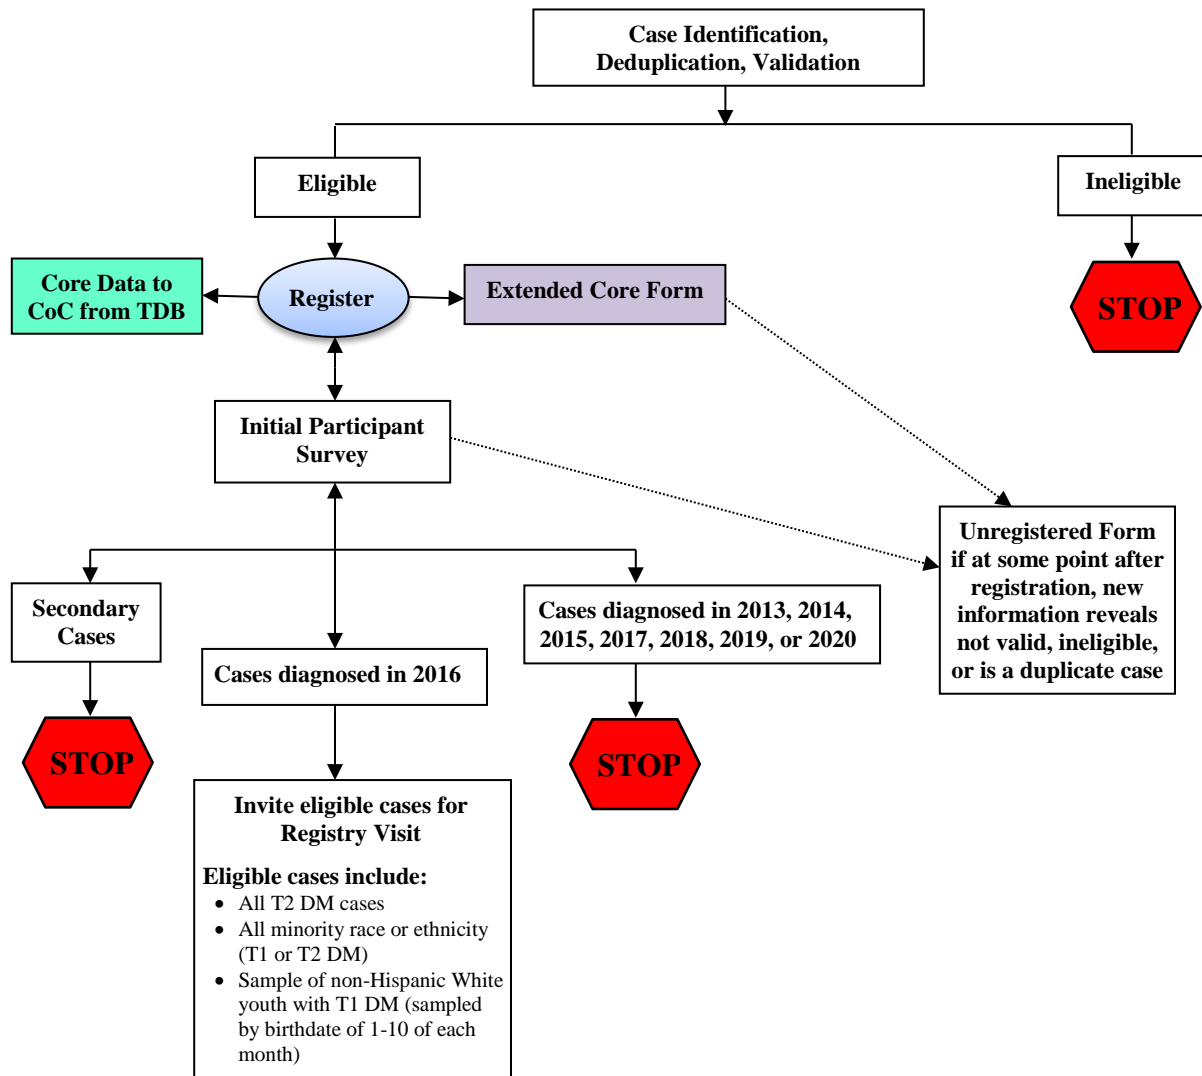 Case Identification,
Deduplication, Validation
Eligible
Ineligible
Core Data to
CoC from TDB
Register
Extended Core Form
STOP
Initial Participant
Survey
Unregistered Form
if at some point after
registration, new
information reveals
not valid, ineligible,
or is a duplicate case
Secondary
Cases
Cases diagnosed in 2016
Cases diagnosed in 2013, 2014,
2015, 2017, 2018, 2019, or 2020
STOP
STOP
Invite eligible cases for
Registry Visit
Eligible cases include:
• All T2 DM cases
• All minority race or ethnicity
(T1 or T2 DM)
• Sample of non-Hispanic White
youth with T1 DM (sampled
by birthdate of 1-10 of each
month)